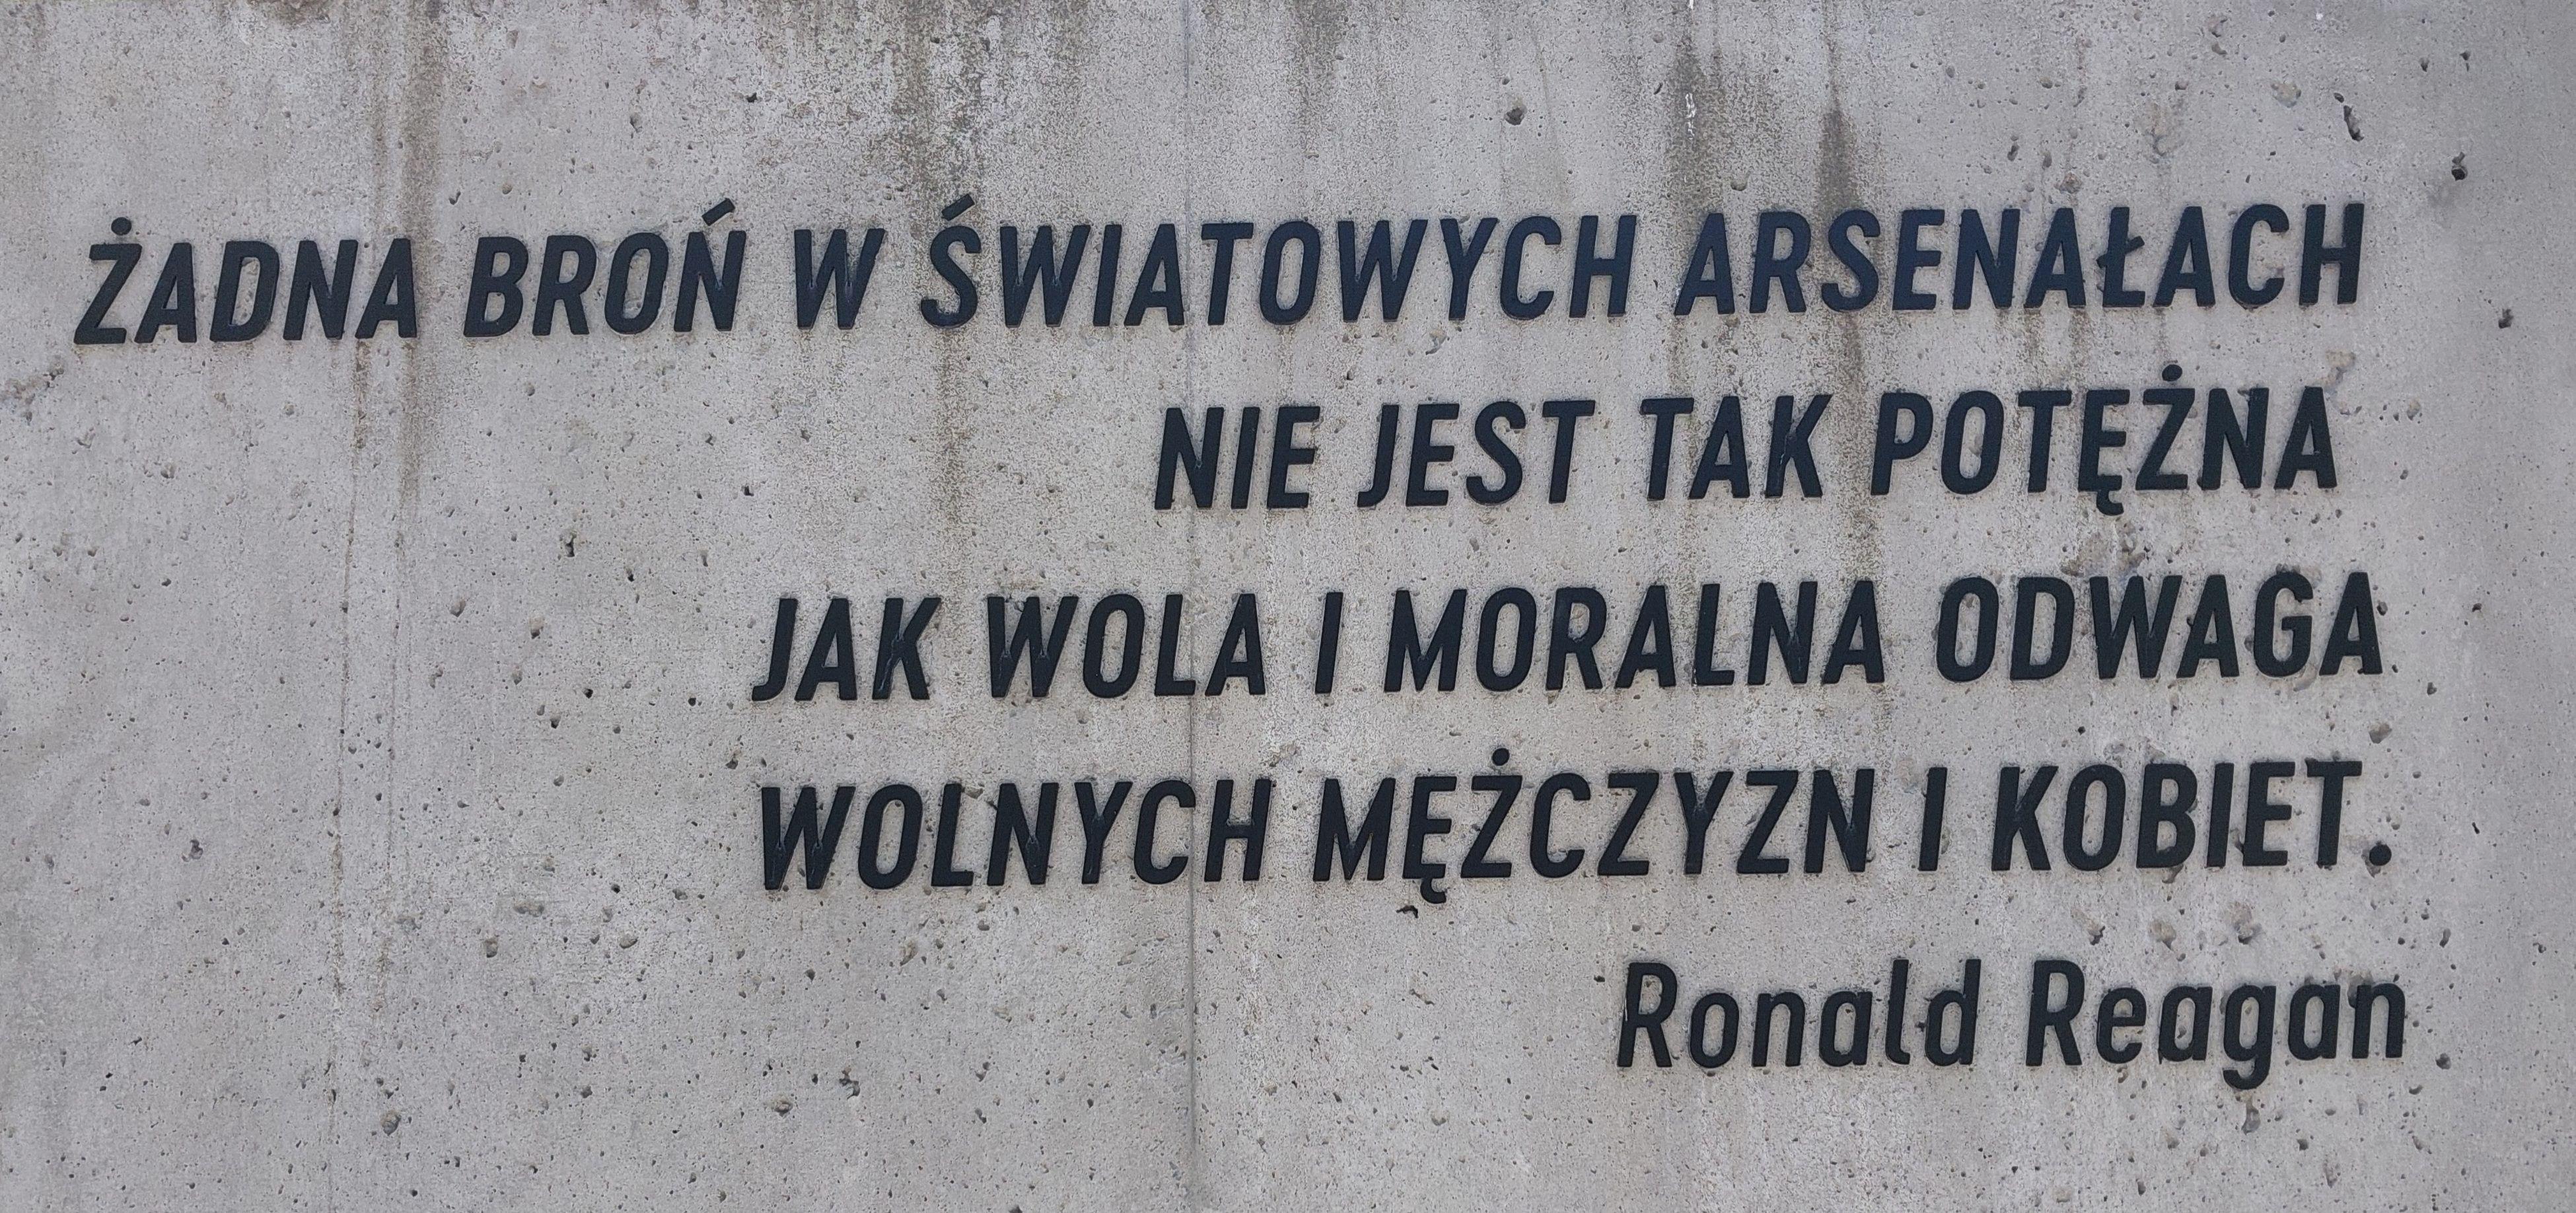 ŻADNA BROŃ W ŚWIATOWYCH ARSENAŁACH
NIE JEST TAK POTĘŻNA
JAK WOLA I MORALNA ODWAGA
WOLNYCH MĘŻCZYZN I KOBIET.
Ronald Reagan